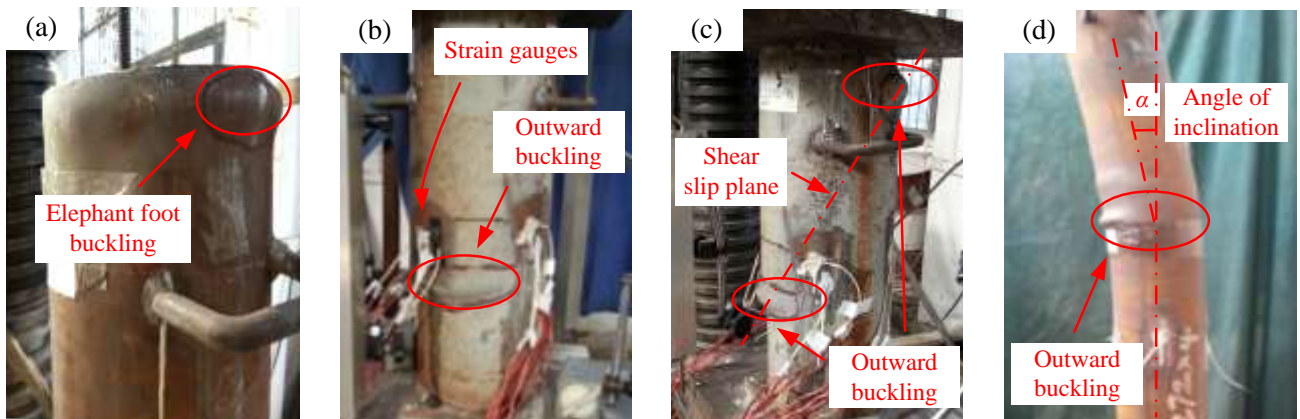 (a)
Elephant foot
buckling
(b)
Strain gauges
Outward
buckling
(c)
Shear
slip plane
Outward
buckling
(d)
α
Angle of
inclination
Outward
buckling